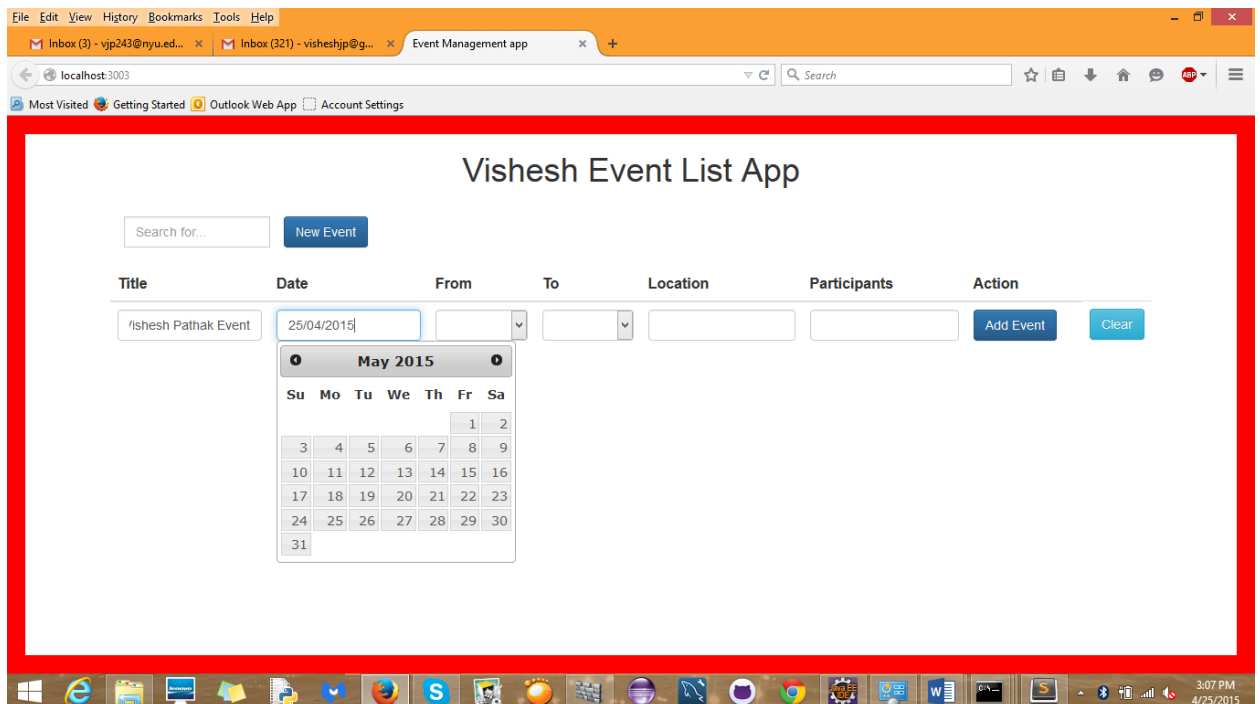 File Edit View History Bookmarks Tools Help
Inbox (3) - vjp243@nyu.ed... × Inbox (321) - visheshjp@g... × Event Management app × +
localhost:3003 Search ABP
Most Visited Getting Started Outlook Web App Account Settings
Vishesh Event List App
Search for... New Event
Title Date From To Location Participants Action
Vishesh Pathak Event 25/04/2015 Add Event Clear
May 2015
Su Mo Tu We Th Fr Sa
1 2
3 4 5 6 7 8 9
10 11 12 13 14 15 16
17 18 19 20 21 22 23
24 25 26 27 28 29 30
31
3:07 PM
4/25/2015